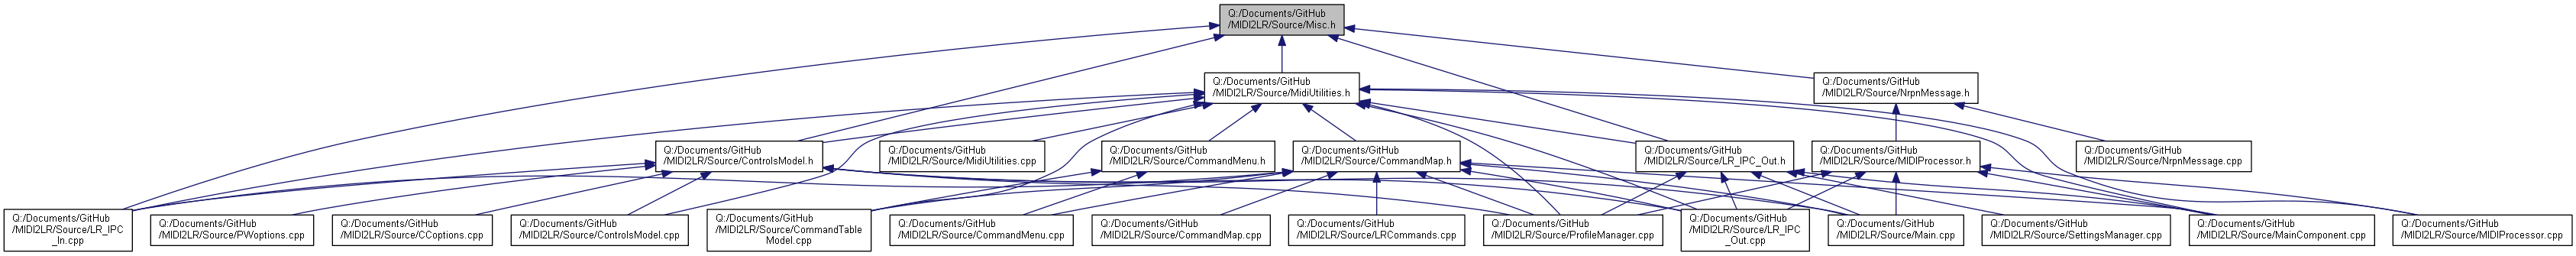 Q:/Documents/GitHub
/MIDI2LR/Source/Misc.h
Q:/Documents/GitHub
/MIDI2LR/Source/MidiUtilities.h
Q:/Documents/GitHub
/MIDI2LR/Source/NrpnMessage.h
Q:/Documents/GitHub
/MIDI2LR/Source/ControlsModel.h
Q:/Documents/GitHub
/MIDI2LR/Source/MidiUtilities.cpp
Q:/Documents/GitHub
/MIDI2LR/Source/CommandMenu.h
Q:/Documents/GitHub
/MIDI2LR/Source/CommandMap.h
Q:/Documents/GitHub
/MIDI2LR/Source/LR_IPC_Out.h
Q:/Documents/GitHub
/MIDI2LR/Source/MIDIProcessor.h
Q:/Documents/GitHub
/MIDI2LR/Source/NrpnMessage.cpp
Q:/Documents/GitHub
/MIDI2LR/Source/LR_IPC
_In.cpp
Q:/Documents/GitHub
/MIDI2LR/Source/PWoptions.cpp
Q:/Documents/GitHub
/MIDI2LR/Source/CCoptions.cpp
Q:/Documents/GitHub
/MIDI2LR/Source/ControlsModel.cpp
Q:/Documents/GitHub
/MIDI2LR/Source/CommandTable
Model.cpp
Q:/Documents/GitHub
/MIDI2LR/Source/CommandMenu.cpp
Q:/Documents/GitHub
/MIDI2LR/Source/CommandMap.cpp
Q:/Documents/GitHub
/MIDI2LR/Source/LRCommands.cpp
Q:/Documents/GitHub
/MIDI2LR/Source/ProfileManager.cpp
Q:/Documents/GitHub
/MIDI2LR/Source/LR_IPC
_Out.cpp
Q:/Documents/GitHub
/MIDI2LR/Source/Main.cpp
Q:/Documents/GitHub
/MIDI2LR/Source/SettingsManager.cpp
Q:/Documents/GitHub
/MIDI2LR/Source/MainComponent.cpp
Q:/Documents/GitHub
/MIDI2LR/Source/MIDIProcessor.cpp